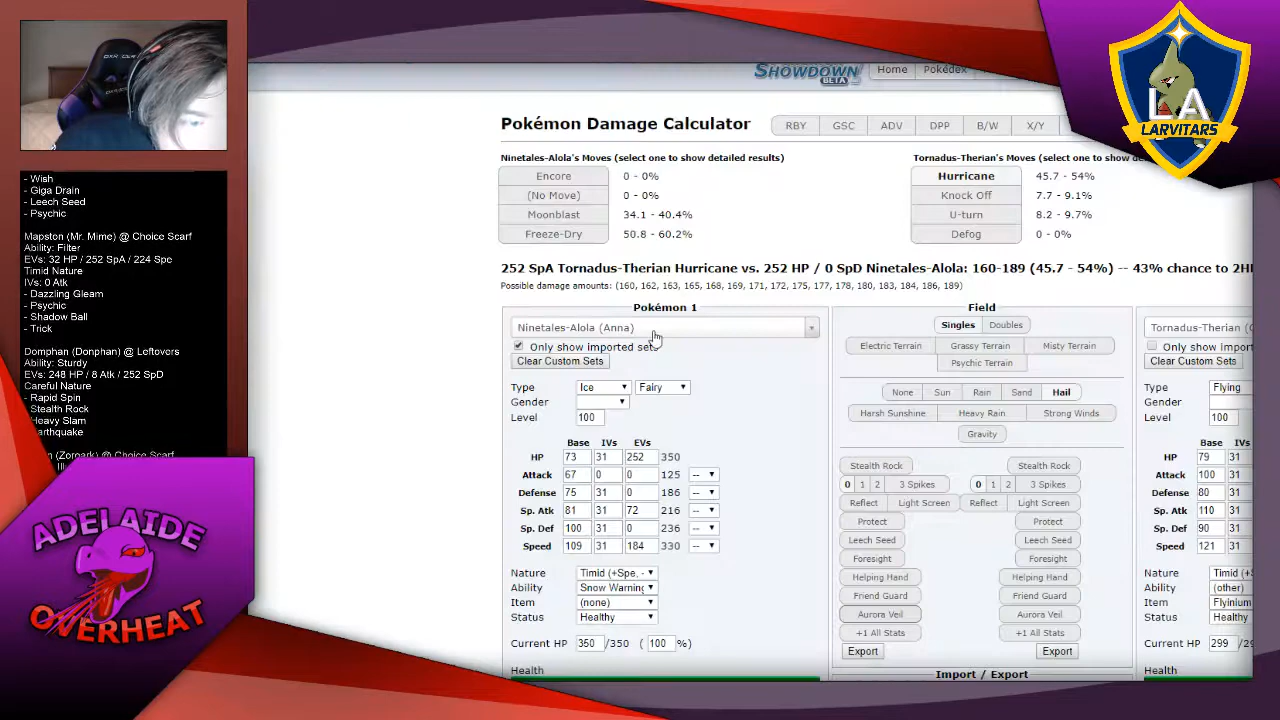 LA
LARVITARS
SHOWDOWN
BETA
Home
Pokédex
Pokémon Damage Calculator
RBY
GSC
ADV
DPP
B/W
X/Y
Ninetales-Alola's Moves (select one to show detailed results)
Tornadus-Therian's Moves (select one to show
Encore 0 - 0%
Hurricane 45.7 - 54%
(No Move) 0 - 0%
Knock Off 7.7 - 9.1%
Moonblast 34.1 - 40.4%
U-turn 8.2 - 9.7%
Freeze-Dry 50.8 - 60.2%
Defog 0 - 0%
252 SpA Tornadus-Therian Hurricane vs. 252 HP / 0 SpD Ninetales-Alola: 160-189 (45.7 - 54%) -- 43% chance to 2H
Possible damage amounts: (160, 162, 163, 165, 168, 169, 171, 172, 175, 177, 178, 180, 183, 184, 186, 189)
- Wish
- Giga Drain
- Leech Seed
- Psychic
Mapston (Mr. Mime) @ Choice Scarf
Ability: Filter
EVs: 32 HP / 252 SpA / 224 Spe
Timid Nature
IVs: 0 Atk
- Dazzling Gleam
- Psychic
- Shadow Ball
- Trick
Domphan (Donphan) @ Leftovers
Ability: Sturdy
EVs: 248 HP / 8 Atk / 252 SpD
Careful Nature
- Rapid Spin
- Stealth Rock
Heavy Slam
arthquake
(Zoroark) @ Choice Scarf
ADELAIDE
OVERHEAT
Pokémon 1
Ninetales-Alola (Anna)
Only show imported sets
Clear Custom Sets
Type Ice Fairy
Gender
Level 100
Base IVs EVs
HP 73 31 252 350
Attack 67 0 0 125 --
Defense 75 31 0 186 --
Sp. Atk 81 31 72 216 --
Sp. Def 100 31 0 236 --
Speed 109 31 184 330 --
Nature Timid (+Spe, -
Ability Snow Warning
Item (none)
Status Healthy
Current HP 350 /350 ( 100 %)
Health
Field
Singles Doubles
Electric Terrain Grassy Terrain Misty Terrain
Psychic Terrain
None Sun Rain Sand Hail
Harsh Sunshine Heavy Rain Strong Winds
Gravity
Stealth Rock Stealth Rock
0 1 2 3 Spikes 0 1 2 3 Spikes
Reflect Light Screen Reflect Light Screen
Protect Protect
Leech Seed Leech Seed
Foresight Foresight
Helping Hand Helping Hand
Friend Guard Friend Guard
Aurora Veil Aurora Veil
+1 All Stats +1 All Stats
Export Export
Import / Export
Tornadus-Therian (
Only show import
Clear Custom Sets
Type Flying
Gender
Level 100
Base IVs
HP 79 31
Attack 100 31
Defense 80 31
Sp. Atk 110 31
Sp. Def 90 31
Speed 121 31
Nature Timid (+
Ability (other)
Item Flyinium
Status Healthy
Current HP 299 /29
Health